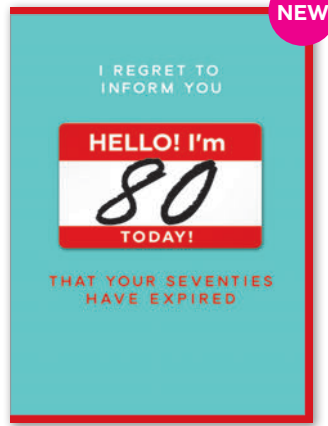 NEW
I REGRET TO
INFORM YOU
HELLO! I'm
80
TODAY!
THAT YOUR SEVENTIES
HAVE EXPIRED